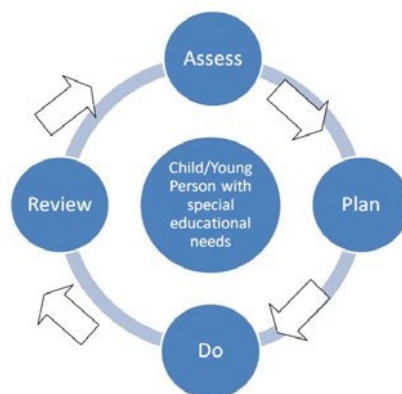 Assess
Child/Young
Person with
special
educational
needs
Review
Plan
Do